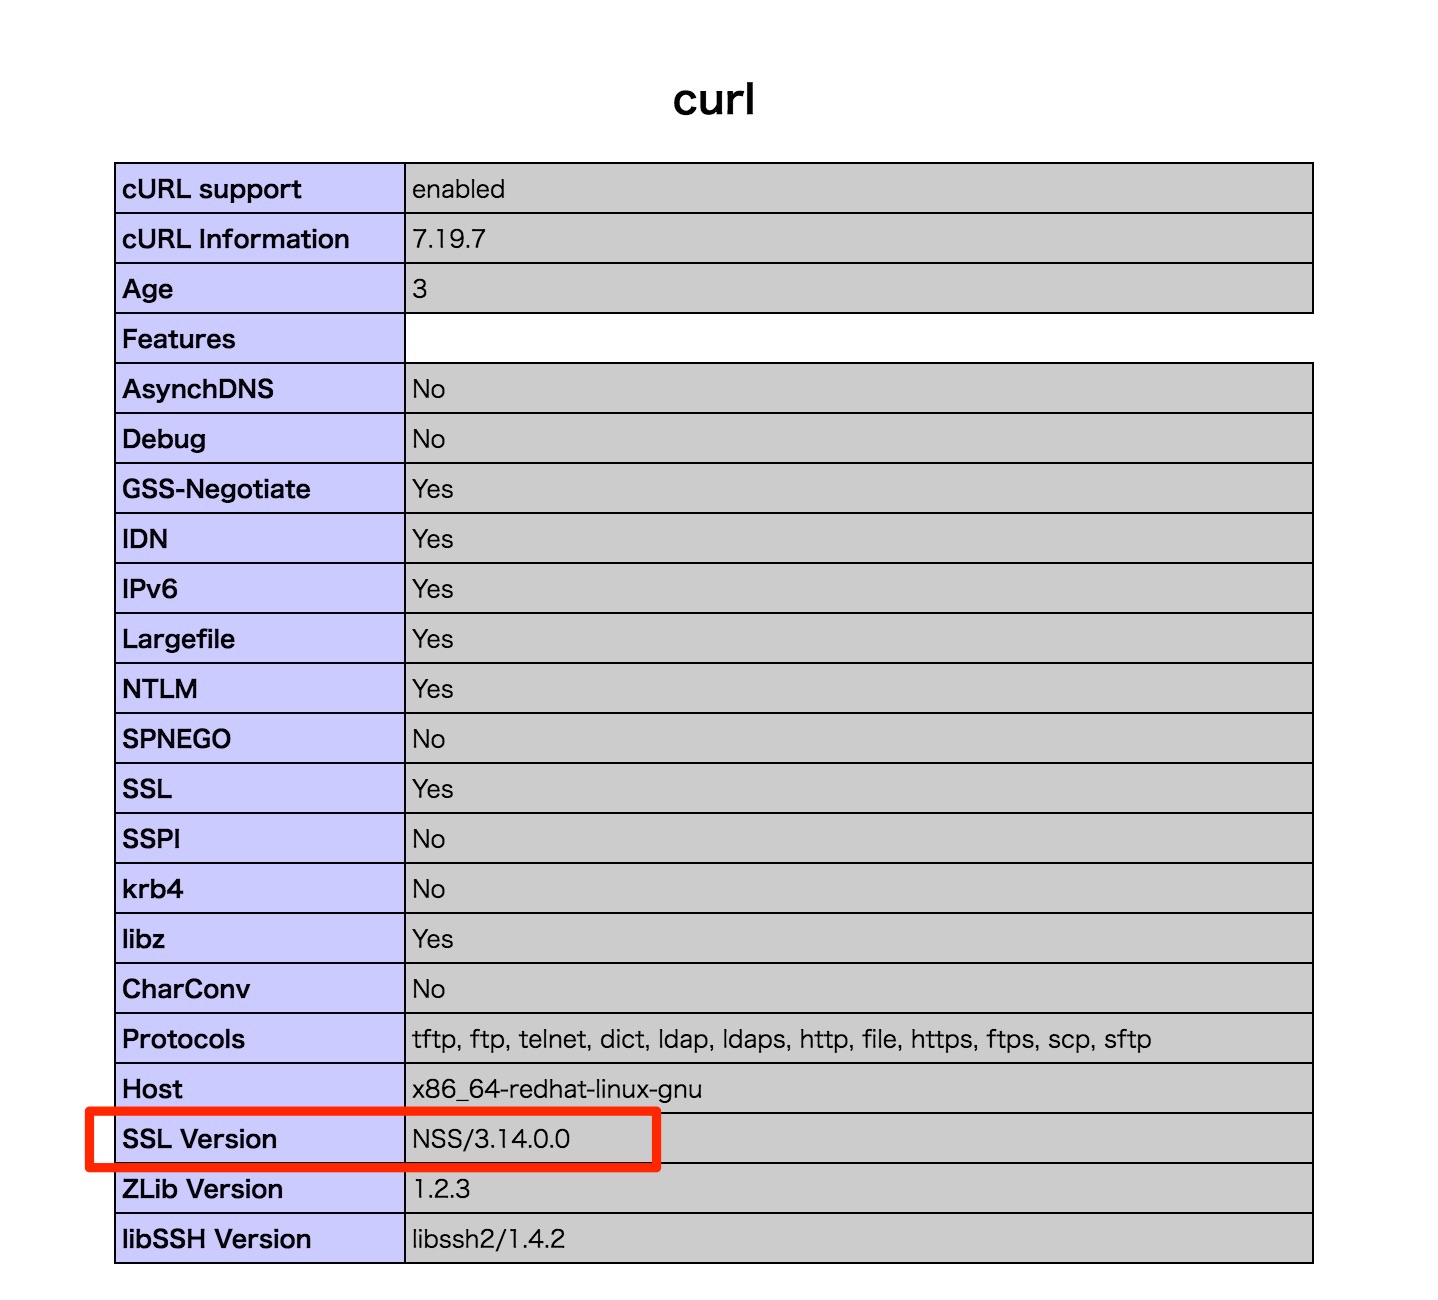 curl
cURL support enabled
cURL Information 7.19.7
Age 3
Features
AsynchDNS No
Debug No
GSS-Negotiate Yes
IDN Yes
IPv6 Yes
Largefile Yes
NTLM Yes
SPNEGO No
SSL Yes
SSPI No
krb4 No
libz Yes
CharConv No
Protocols tftp, ftp, telnet, dict, ldap, ldaps, http, file, https, ftps, scp, sftp
Host x86_64-redhat-linux-gnu
SSL Version NSS/3.14.0.0
ZLib Version 1.2.3
libSSH Version libssh2/1.4.2